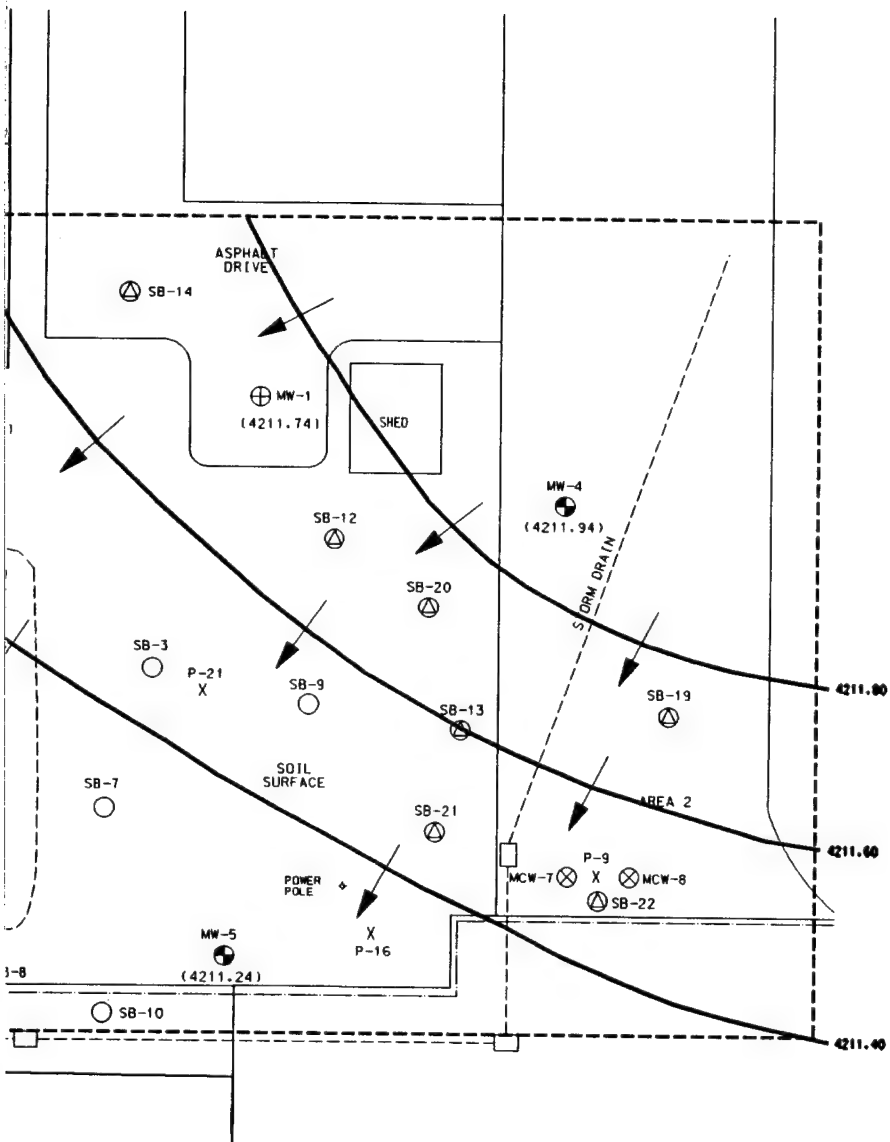 ASPHALT
DRIVE
SB-14
MW-1
(4211.74)
SHED
MW-4
(4211.94)
SB-12
STORM DRAIN
SB-20
SB-3
P-21
X
SB-9
SB-19
4211.80
SB-13
SOIL
SURFACE
SB-7
AREA 2
SB-21
4211.60
POWER
POLE
P-9
MCW-7
X
MCW-8
SB-22
MW-5
X
P-16
(4211.24)
B-8
SB-10
4211.40